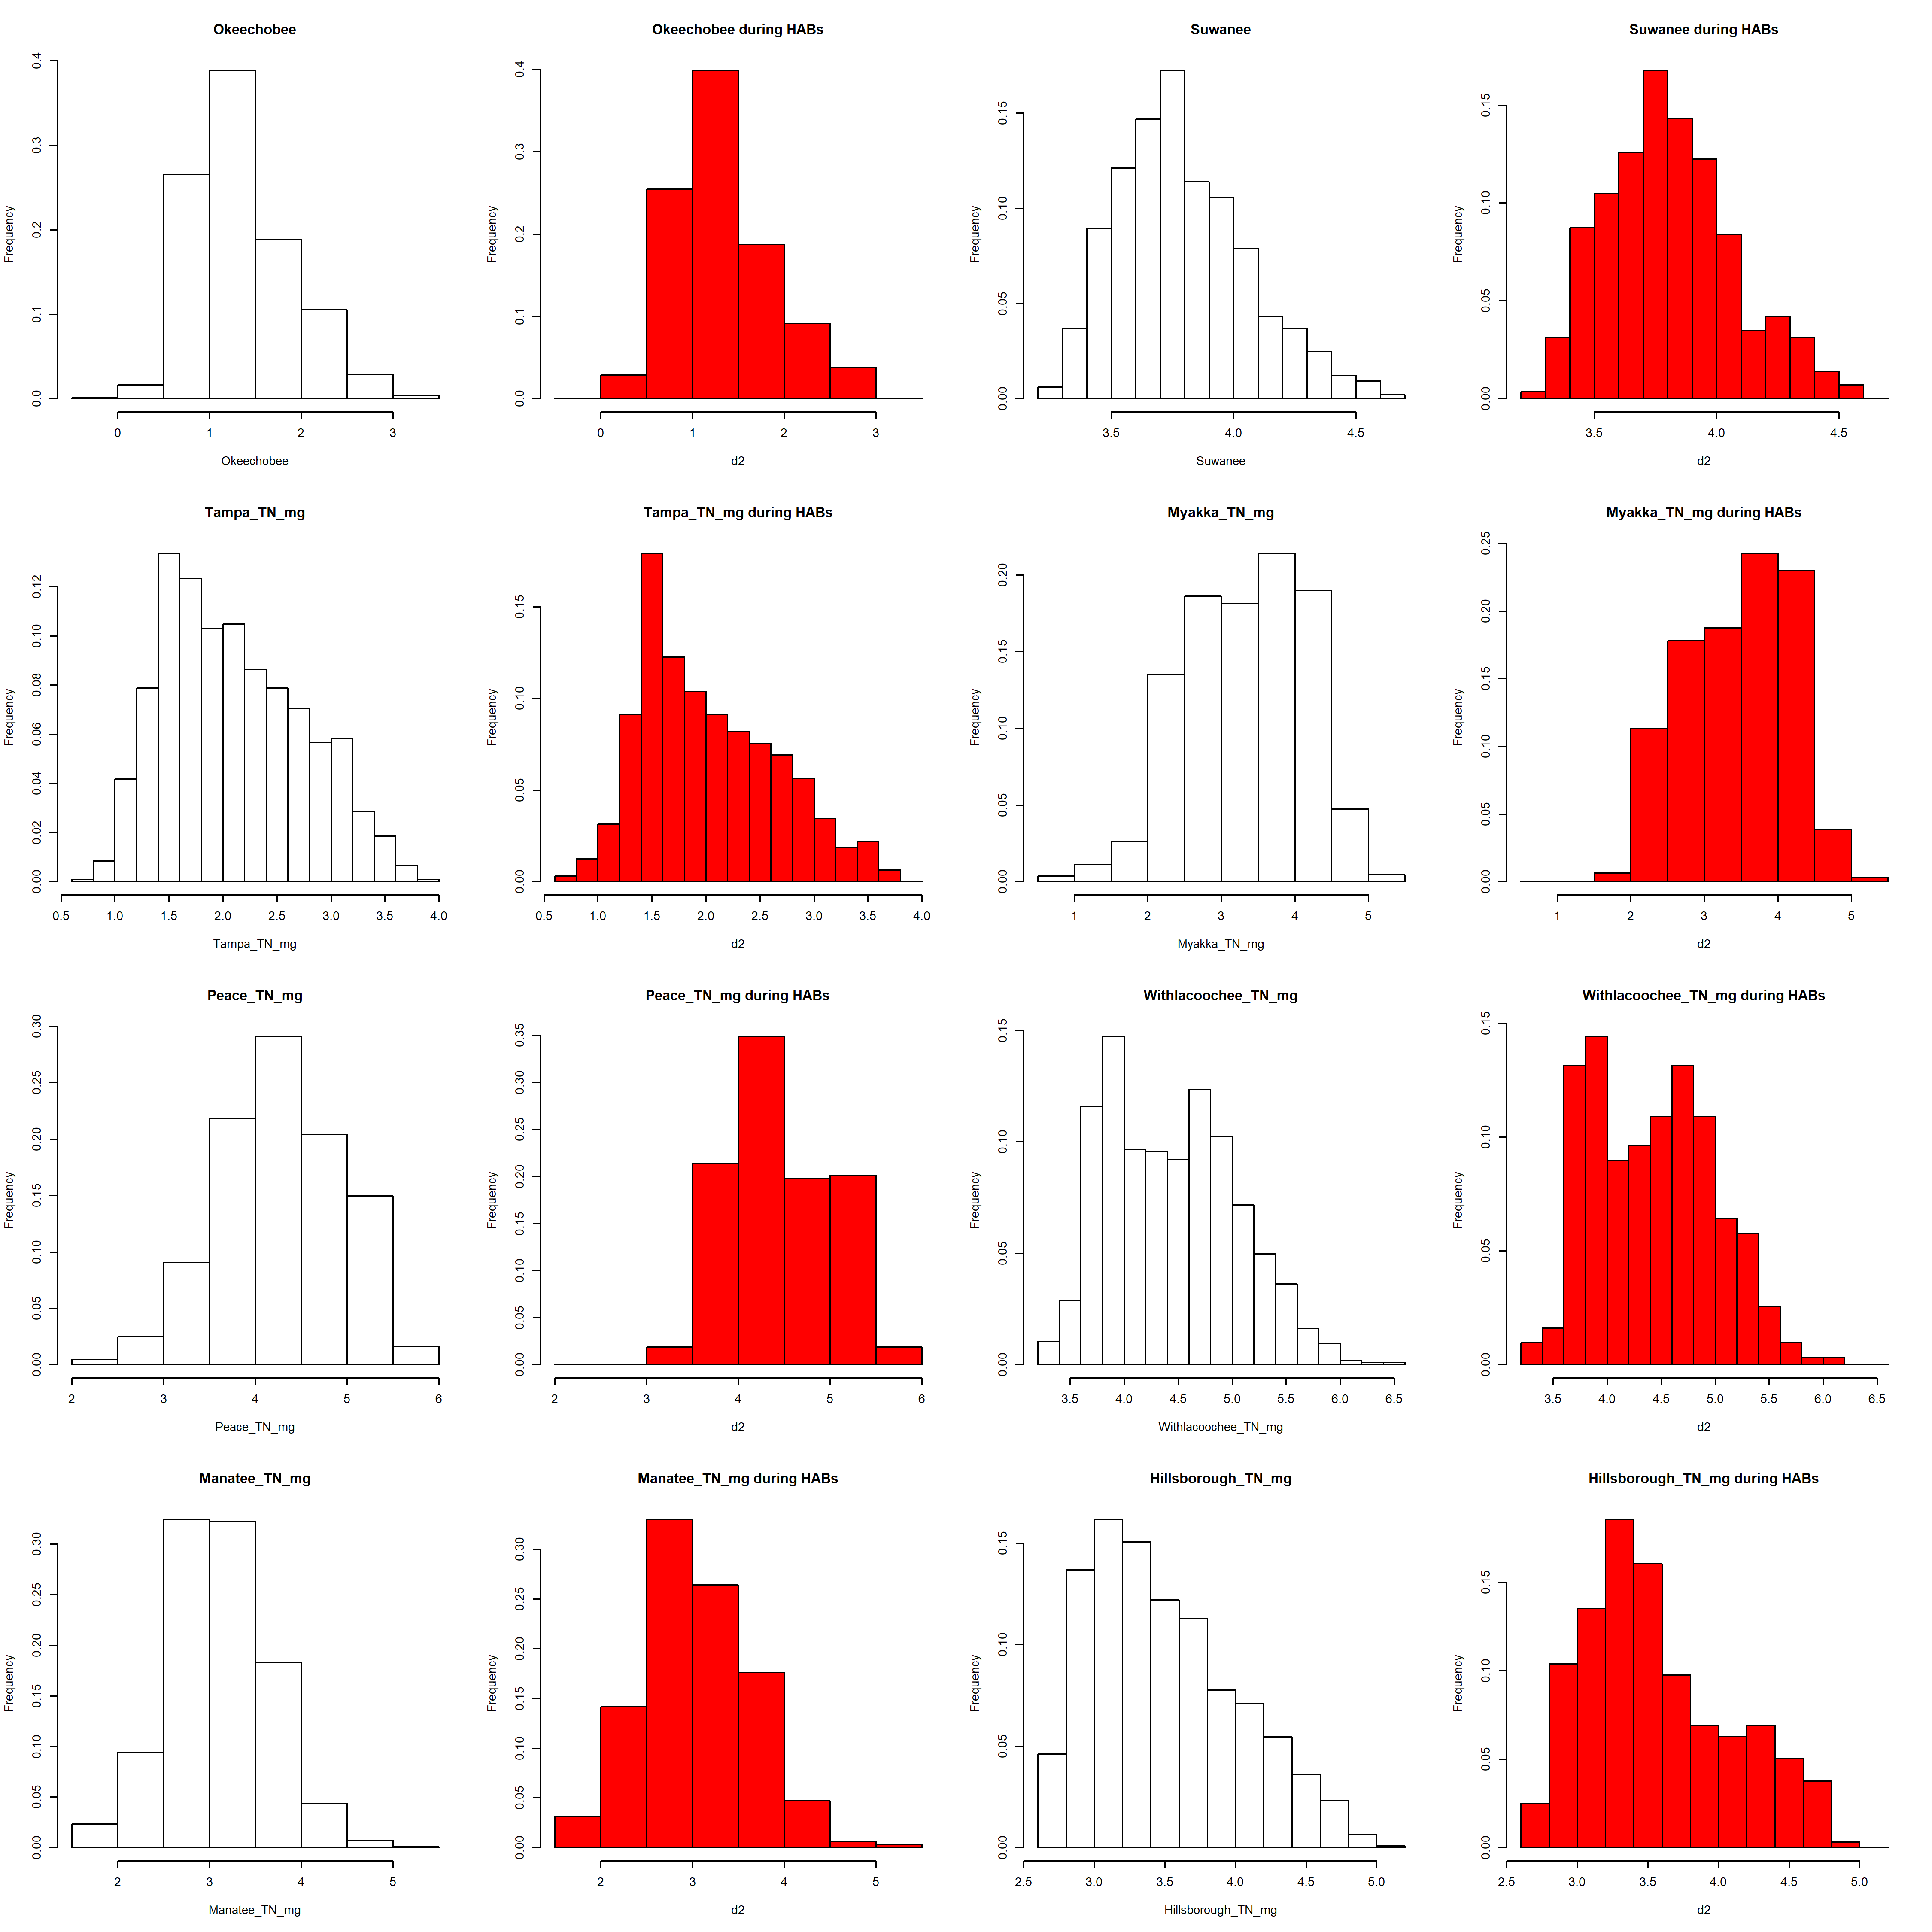 Okeechobee
Okeechobee during HABs
Suwanee
Suwanee during HABs
Frequency
0.0 0.1 0.2 0.3 0.4
0 1 2 3
Okeechobee
Frequency
0.0 0.1 0.2 0.3 0.4
0 1 2 3
d2
Frequency
0.00 0.05 0.10 0.15
3.5 4.0 4.5
Suwanee
Frequency
0.00 0.05 0.10 0.15
3.5 4.0 4.5
d2
Tampa_TN_mg
Tampa_TN_mg during HABs
Myakka_TN_mg
Myakka_TN_mg during HABs
Frequency
0.00 0.02 0.04 0.06 0.08 0.10 0.12
0.5 1.0 1.5 2.0 2.5 3.0 3.5 4.0
Tampa_TN_mg
Frequency
0.00 0.05 0.10 0.15
0.5 1.0 1.5 2.0 2.5 3.0 3.5 4.0
d2
Frequency
0.00 0.05 0.10 0.15 0.20
1 2 3 4 5
Myakka_TN_mg
Frequency
0.00 0.05 0.10 0.15 0.20 0.25
1 2 3 4 5
d2
Peace_TN_mg
Peace_TN_mg during HABs
Withlacoochee_TN_mg
Withlacoochee_TN_mg during HABs
Frequency
0.00 0.05 0.10 0.15 0.20 0.25 0.30
2 3 4 5 6
Peace_TN_mg
Frequency
0.00 0.05 0.10 0.15 0.20 0.25 0.30 0.35
2 3 4 5 6
d2
Frequency
0.00 0.05 0.10 0.15
3.5 4.0 4.5 5.0 5.5 6.0 6.5
Withlacoochee_TN_mg
Frequency
0.00 0.05 0.10 0.15
3.5 4.0 4.5 5.0 5.5 6.0 6.5
d2
Manatee_TN_mg
Manatee_TN_mg during HABs
Hillsborough_TN_mg
Hillsborough_TN_mg during HABs
Frequency
0.00 0.05 0.10 0.15 0.20 0.25 0.30
2 3 4 5
Manatee_TN_mg
Frequency
0.00 0.05 0.10 0.15 0.20 0.25 0.30
2 3 4 5
d2
Frequency
0.00 0.05 0.10 0.15
2.5 3.0 3.5 4.0 4.5 5.0
Hillsborough_TN_mg
Frequency
0.00 0.05 0.10 0.15
2.5 3.0 3.5 4.0 4.5 5.0
d2